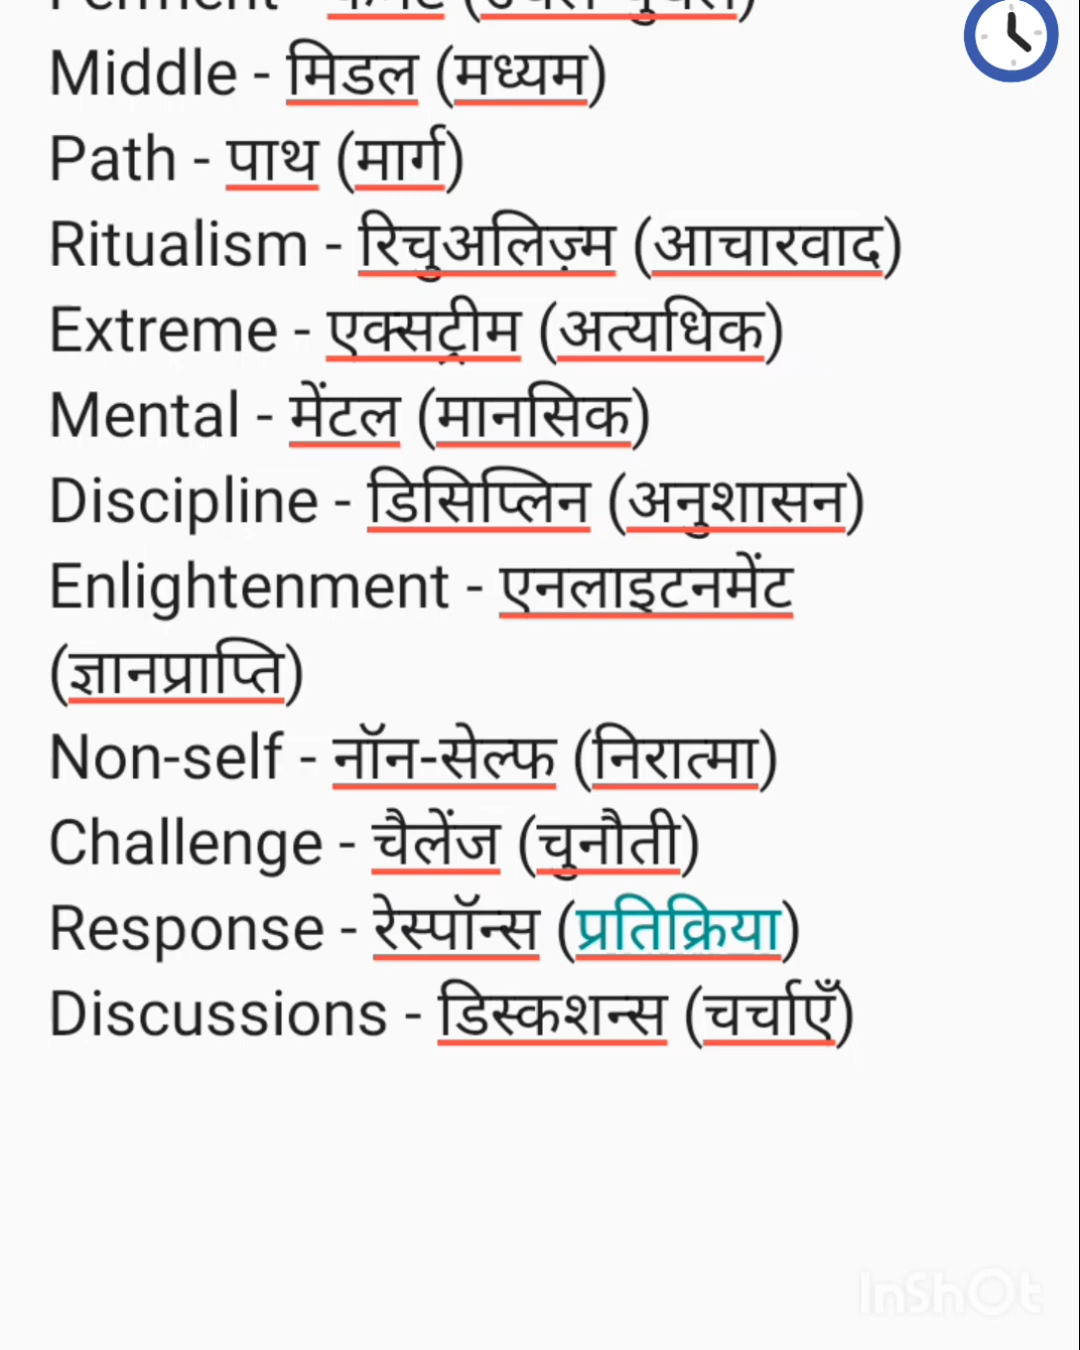 Middle - मिडल (मध्यम)
Path - पाथ (मार्ग)
Ritualism - रिचुअलिज़्म (आचारवाद)
Extreme - एक्सट्रीम (अत्यधिक)
Mental - मेंटल (मानसिक)
Discipline - डिसिप्लिन (अनुशासन)
Enlightenment - एनलाइटनमेंट
(ज्ञानप्राप्ति)
Non-self - नॉन-सेल्फ (निरात्मा)
Challenge - चैलेंज (चुनौती)
Response - रेस्पॉन्स (प्रतिक्रिया)
Discussions - डिस्कशन्स (चर्चाएँ)
InShOt